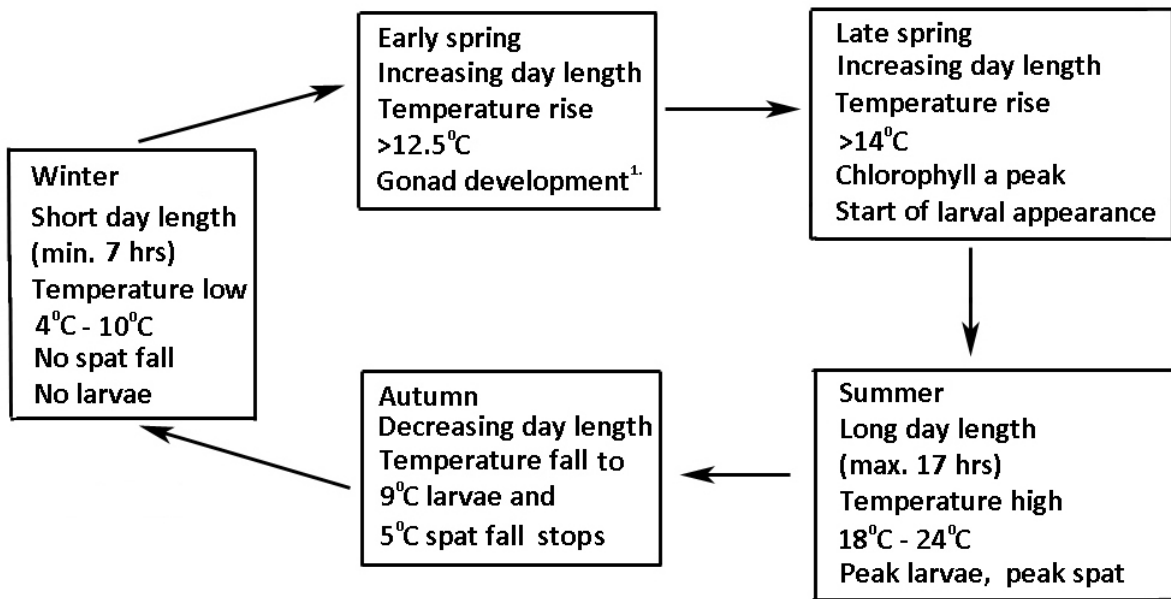 Winter
Short day length
(min. 7 hrs)
Temperature low
4⁰C - 10⁰C
No spat fall
No larvae
Early spring
Increasing day length
Temperature rise
>12.5⁰C
Gonad development¹·
Late spring
Increasing day length
Temperature rise
>14⁰C
Chlorophyll a peak
Start of larval appearance
Summer
Long day length
(max. 17 hrs)
Temperature high
18⁰C - 24⁰C
Peak larvae, peak spat
Autumn
Decreasing day length
Temperature fall to
9⁰C larvae and
5⁰C spat fall stops